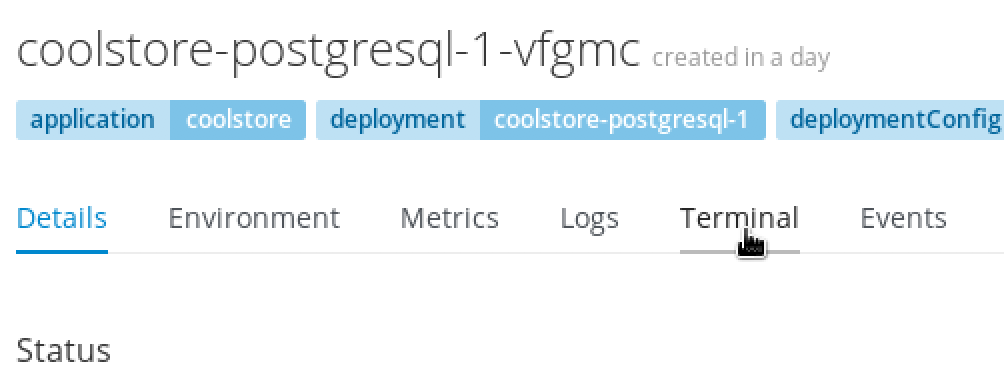 coolstore-postgresql-1-vfgmc created in a day
application coolstore deployment coolstore-postgresql-1 deploymentConfig
Details Environment Metrics Logs Terminal Events
Status